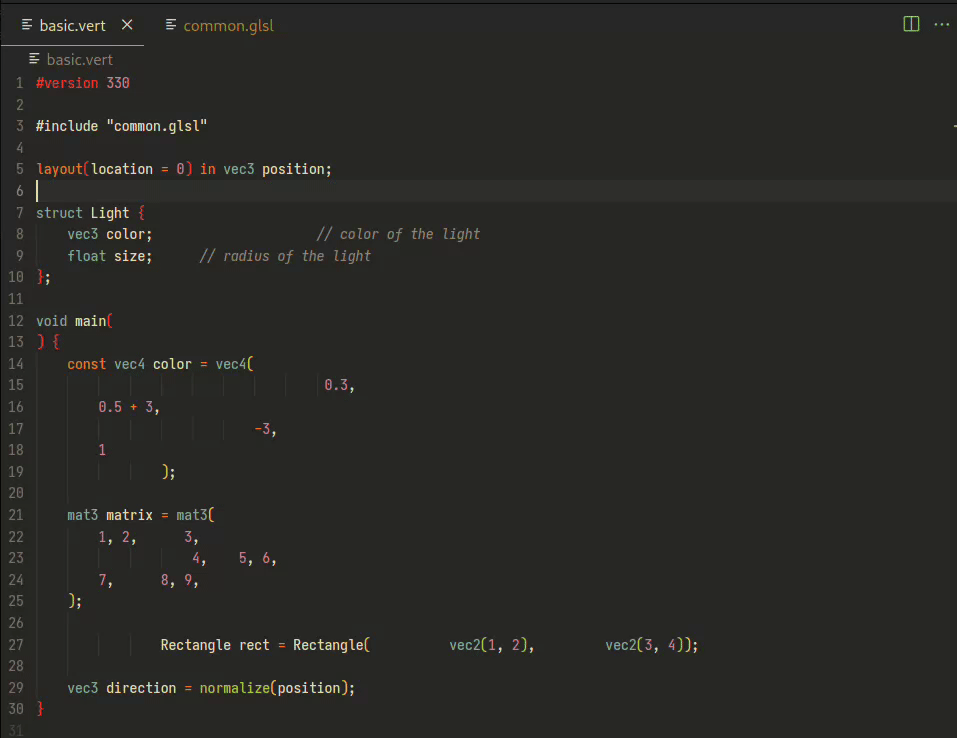 basic.vert common.glsl
basic.vert
1 #version 330
2
3 #include "common.glsl"
4
5 layout(location = 0) in vec3 position;
6
7 struct Light {
8     vec3 color;                     // color of the light
9     float size;      // radius of the light
10 };
11
12 void main(
13 ) {
14     const vec4 color = vec4(
15                                      0.3,
16         0.5 + 3,
17                             -3,
18         1
19                 );
20
21     mat3 matrix = mat3(
22         1, 2,      3,
23                     4,    5, 6,
24         7,      8, 9,
25     );
26
27                 Rectangle rect = Rectangle(          vec2(1, 2),         vec2(3, 4));
28
29     vec3 direction = normalize(position);
30 }
31